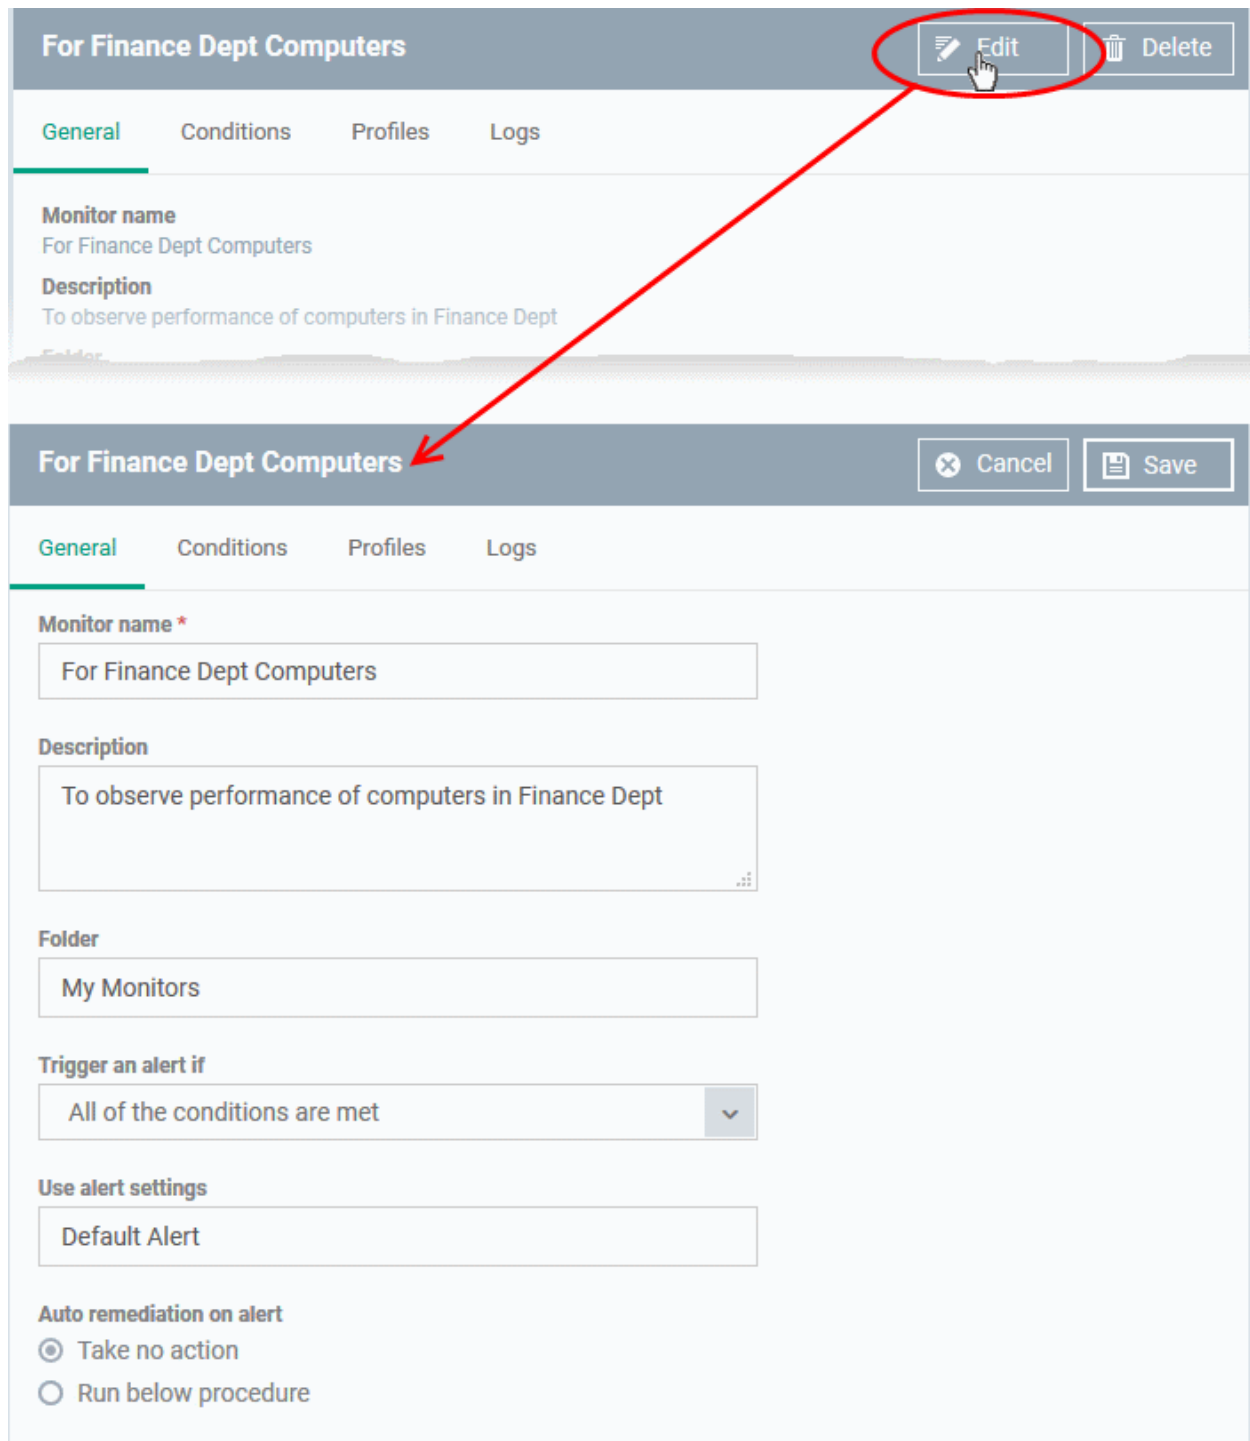 For Finance Dept Computers
Edit
Delete
General
Conditions
Profiles
Logs
Monitor name
For Finance Dept Computers
Description
To observe performance of computers in Finance Dept
Folder
For Finance Dept Computers
Cancel
Save
General
Conditions
Profiles
Logs
Monitor name *
For Finance Dept Computers
Description
To observe performance of computers in Finance Dept
Folder
My Monitors
Trigger an alert if
All of the conditions are met
Use alert settings
Default Alert
Auto remediation on alert
Take no action
Run below procedure